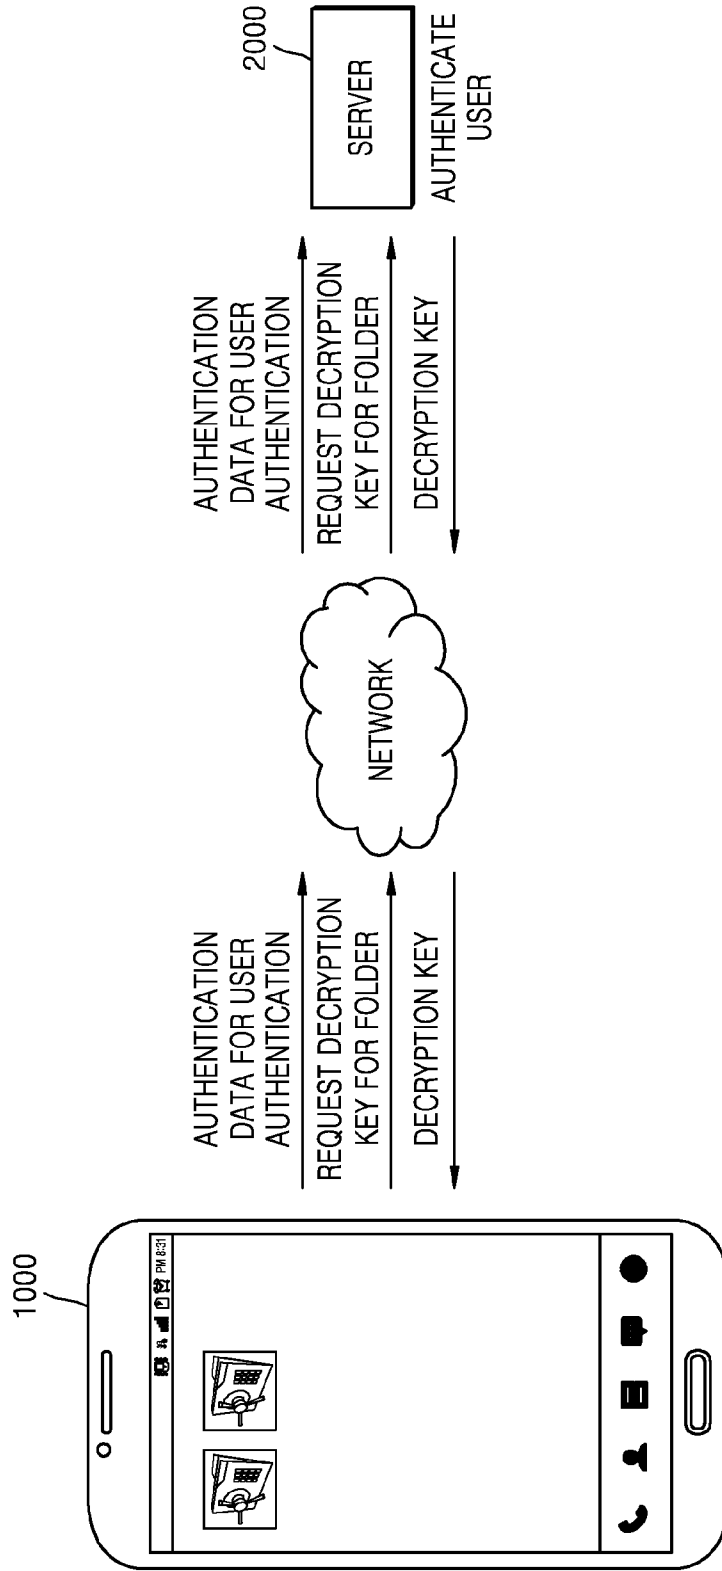 1000
PM 8:31
AUTHENTICATION
DATA FOR USER
AUTHENTICATION
REQUEST DECRYPTION
KEY FOR FOLDER
DECRYPTION KEY
NETWORK
AUTHENTICATION
DATA FOR USER
AUTHENTICATION
REQUEST DECRYPTION
KEY FOR FOLDER
DECRYPTION KEY
2000
SERVER
AUTHENTICATE
USER